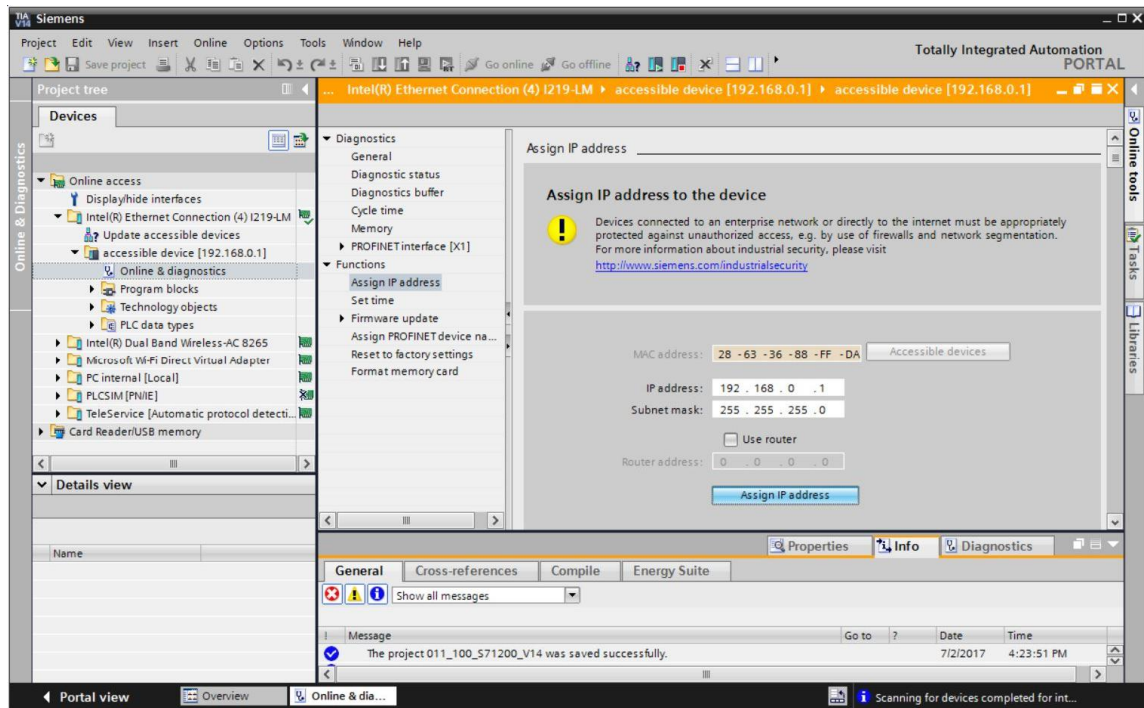 TIA V14 Siemens
Project Edit View Insert Online Options Tools Window Help
Totally Integrated Automation
PORTAL
Save project Go online Go offline
Project tree
... Intel(R) Ethernet Connection (4) I219-LM accessible device [192.168.0.1] accessible device [192.168.0.1]
Devices
Online & Diagnostics
Online access
Display/hide interfaces
Intel(R) Ethernet Connection (4) I219-LM
Update accessible devices
accessible device [192.168.0.1]
Online & diagnostics
Program blocks
Technology objects
PLC data types
Intel(R) Dual Band Wireless-AC 8265
Microsoft Wi-Fi Direct Virtual Adapter
PC internal [Local]
PLCSIM [PN/IE]
TeleService [Automatic protocol detecti...
Card Reader/USB memory
Details view
Name
Diagnostics
General
Diagnostic status
Diagnostics buffer
Cycle time
Memory
PROFINET interface [X1]
Functions
Assign IP address
Set time
Firmware update
Assign PROFINET device na...
Reset to factory settings
Format memory card
Assign IP address
Assign IP address to the device
Devices connected to an enterprise network or directly to the internet must be appropriately
protected against unauthorized access, e.g. by use of firewalls and network segmentation.
For more information about industrial security, please visit
http://www.siemens.com/industrialsecurity
MAC address: 28 -63 -36 -88 -FF -DA Accessible devices
IP address: 192 . 168 . 0 . 1
Subnet mask: 255 . 255 . 255 . 0
Use router
Router address: 0 . 0 . 0 . 0
Assign IP address
Online tools
Tasks
Libraries
Properties Info Diagnostics
General Cross-references Compile Energy Suite
Show all messages
! Message Go to ? Date Time
The project 011_100_S71200_V14 was saved successfully. 7/2/2017 4:23:51 PM
Portal view Overview Online & dia... Scanning for devices completed for int...